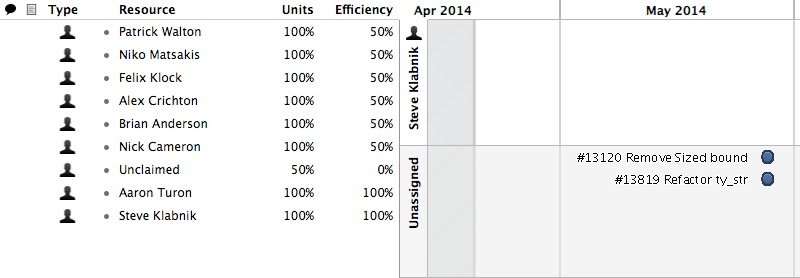 Type Resource Units Efficiency
Patrick Walton 100% 50%
Niko Matsakis 100% 50%
Felix Klock 100% 50%
Alex Crichton 100% 50%
Brian Anderson 100% 50%
Nick Cameron 100% 50%
Unclaimed 50% 0%
Aaron Turon 100% 100%
Steve Klabnik 100% 100%
Apr 2014 May 2014
Steve Klabnik
Unassigned
#13120 Remove Sized bound
#13819 Refactor ty_str